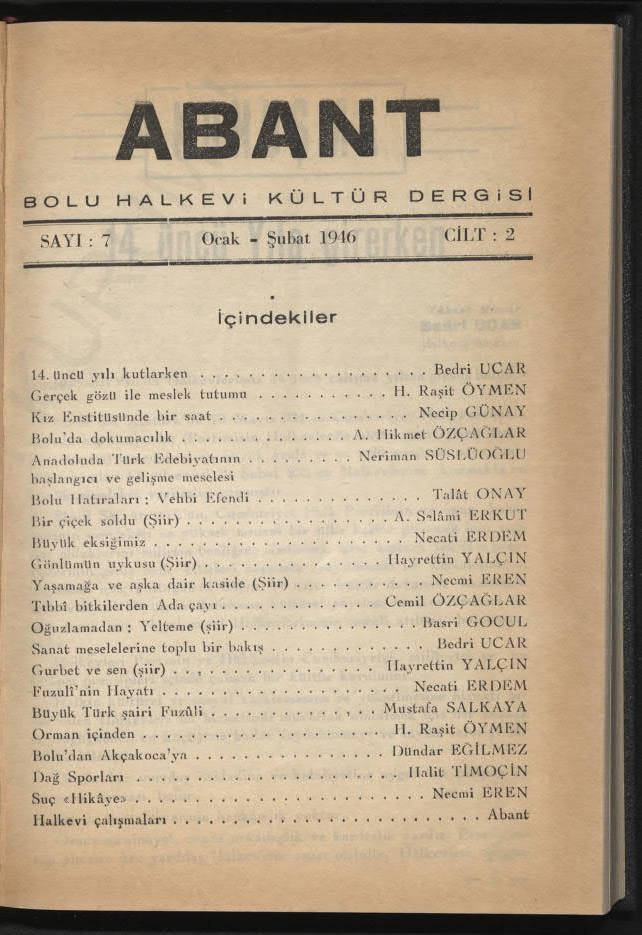 ABANT
BOLU HALKEVİ KÜLTÜR DERGİSİ
SAYI : 7 Ocak - Şubat 1946 CİLT : 2
İçindekiler
14. üncü yılı kutlarken . . . . . . . . . . . . . . . . . . Bedri UCAR
Gerçek gözü ile meslek tutumu . . . . . . . . . . H. Raşit ÖYMEN
Kız Enstitüsünde bir saat . . . . . . . . . . . . . . . Necip GÜNAY
Bolu'da dokumacılık . . . . . . . . . . . . . A. Hikmet ÖZÇAĞLAR
Anadoluda Türk Edebiyatının . . . . . . . . . Neriman SÜSLÜOĞLU
başlangıcı ve gelişme meselesi
Bolu Hatıraları : Vehbi Efendi . . . . . . . . . . . . . . Talât ONAY
Bir çiçek soldu (Şiir) . . . . . . . . . . . . . . . . A. Selâmi ERKUT
Büyük eksiğimiz . . . . . . . . . . . . . . . . . . . . Necati ERDEM
Gönlümün uykusu (Şiir) . . . . . . . . . . . . . . Hayrettin YALÇIN
Yaşamağa ve aşka dair kaside (Şiir) . . . . . . . . . . Necmi EREN
Tıbbî bitkilerden Ada çayı . . . . . . . . . . . . . Cemil ÖZÇAĞLAR
Oğuzlamadan : Yelteme (şiir) . . . . . . . . . . . . . Basri GOCUL
Sanat meselelerine toplu bir bakış . . . . . . . . . . . Bedri UCAR
Gurbet ve sen (şiir) . . . . . . . . . . . . . . . . Hayrettin YALÇIN
Fuzulî'nin Hayatı . . . . . . . . . . . . . . . . . . . Necati ERDEM
Büyük Türk şairi Fuzûli . . . . . . . . . . . . . Mustafa SALKAYA
Orman içinden . . . . . . . . . . . . . . . . . . . H. Raşit ÖYMEN
Bolu'dan Akçakoca'ya . . . . . . . . . . . . . . . Dündar EĞİLMEZ
Dağ Sporları . . . . . . . . . . . . . . . . . . . . . Halit TİMOÇİN
Suç «Hikâye» . . . . . . . . . . . . . . . . . . . . . . Necmi EREN
Halkevi çalışmaları . . . . . . . . . . . . . . . . . . . . . . . Abant